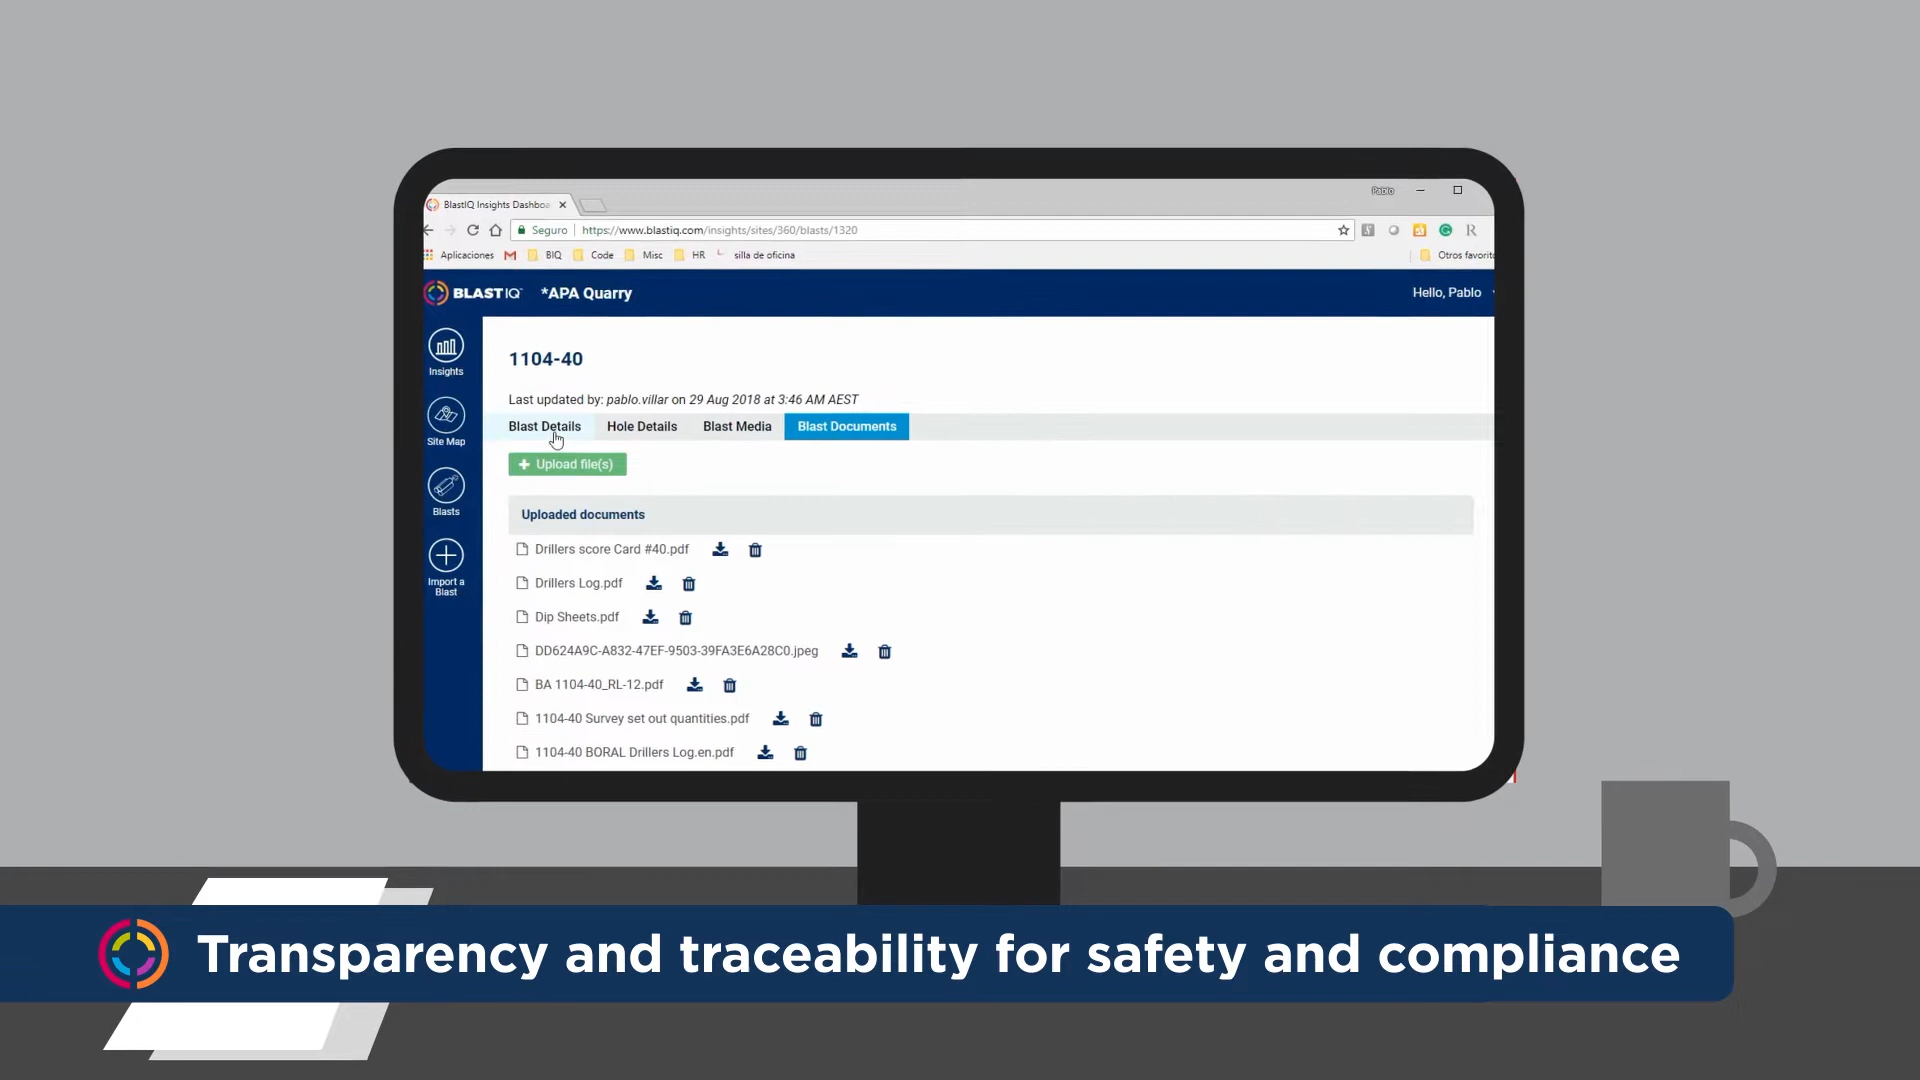 Pablo
BlastIQ Insights Dashboa
Seguro https://www.blastiq.com/insights/sites/360/blasts/1320
R
Aplicaciones BIQ Code Misc HR silla de oficina Otros favorit
BLASTIQ *APA Quarry Hello, Pablo
Insights
Site Map
Blasts
Import a
Blast
1104-40
Last updated by: pablo.villar on 29 Aug 2018 at 3:46 AM AEST
Blast Details Hole Details Blast Media Blast Documents
Upload file(s)
Uploaded documents
Drillers score Card #40.pdf
Drillers Log.pdf
Dip Sheets.pdf
DD624A9C-A832-47EF-9503-39FA3E6A28C0.jpeg
BA 1104-40_RL-12.pdf
1104-40 Survey set out quantities.pdf
1104-40 BORAL Drillers Log.en.pdf
Transparency and traceability for safety and compliance